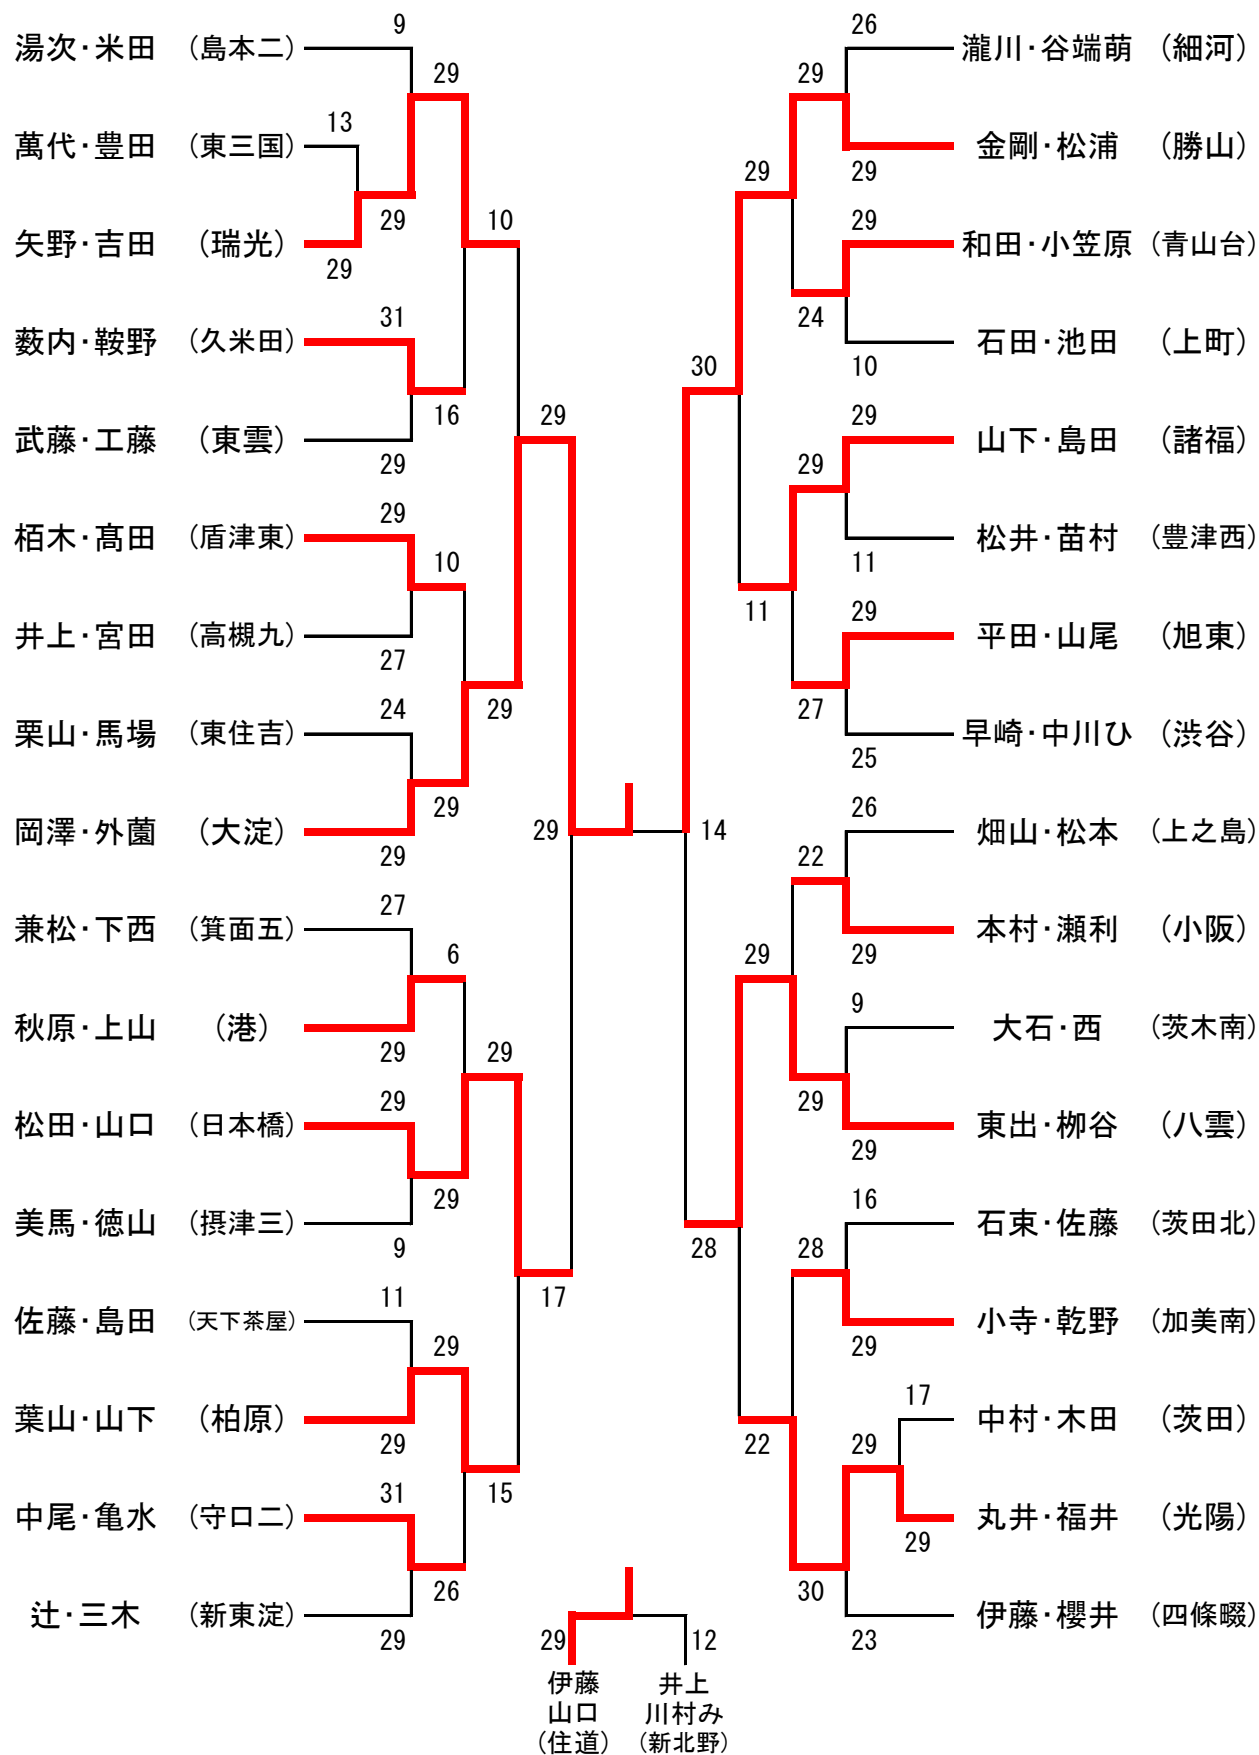 9
湯次・米田 (島本二)
29
13
萬代・豊田 (東三国)
29
10
矢野・吉田 (瑞光)
29
31
薮内・鞍野 (久米田)
16
29
武藤・工藤 (東雲)
29
29
栢木・髙田 (盾津東)
10
井上・宮田 (高槻九)
27
29
24
栗山・馬場 (東住吉)
29
岡澤・外薗 (大淀)
29
29
27
兼松・下西 (箕面五)
6
秋原・上山 (港)
29
29
29
松田・山口 (日本橋)
29
美馬・徳山 (摂津三)
9
17
11
佐藤・島田 (天下茶屋)
29
葉山・山下 (柏原)
29
15
31
中尾・亀水 (守口二)
26
辻・三木 (新東淀)
29
26
瀧川・谷端萌 (細河)
29
金剛・松浦 (勝山)
29
29
29
和田・小笠原 (青山台)
24
石田・池田 (上町)
10
30
29
山下・島田 (諸福)
29
松井・苗村 (豊津西)
11
11
29
平田・山尾 (旭東)
27
早崎・中川ひ (渋谷)
25
14
26
畑山・松本 (上之島)
22
本村・瀬利 (小阪)
29
29
9
大石・西 (茨木南)
29
東出・栁谷 (八雲)
29
28
16
石束・佐藤 (茨田北)
28
小寺・乾野 (加美南)
29
22
17
中村・木田 (茨田)
29
丸井・福井 (光陽)
29
30
伊藤・櫻井 (四條畷)
23
29
12
伊藤
山口
(住道)
井上
川村み
(新北野)